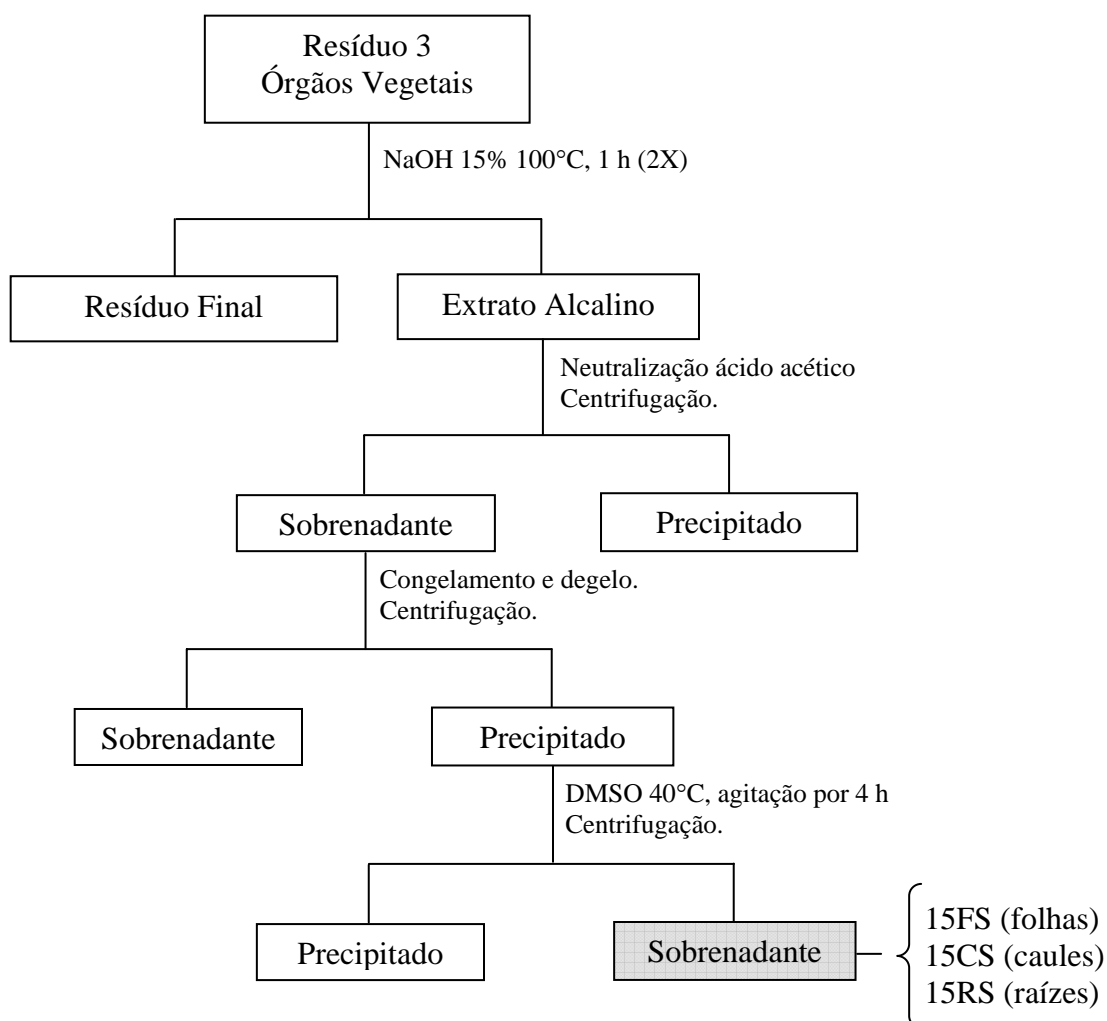 Resíduo 3
Órgãos Vegetais
NaOH 15% 100°C, 1 h (2X)
Resíduo Final
Extrato Alcalino
Neutralização ácido acético
Centrifugação.
Sobrenadante
Precipitado
Congelamento e degelo.
Centrifugação.
Sobrenadante
Precipitado
DMSO 40°C, agitação por 4 h
Centrifugação.
Precipitado
Sobrenadante
15FS (folhas)
15CS (caules)
15RS (raízes)